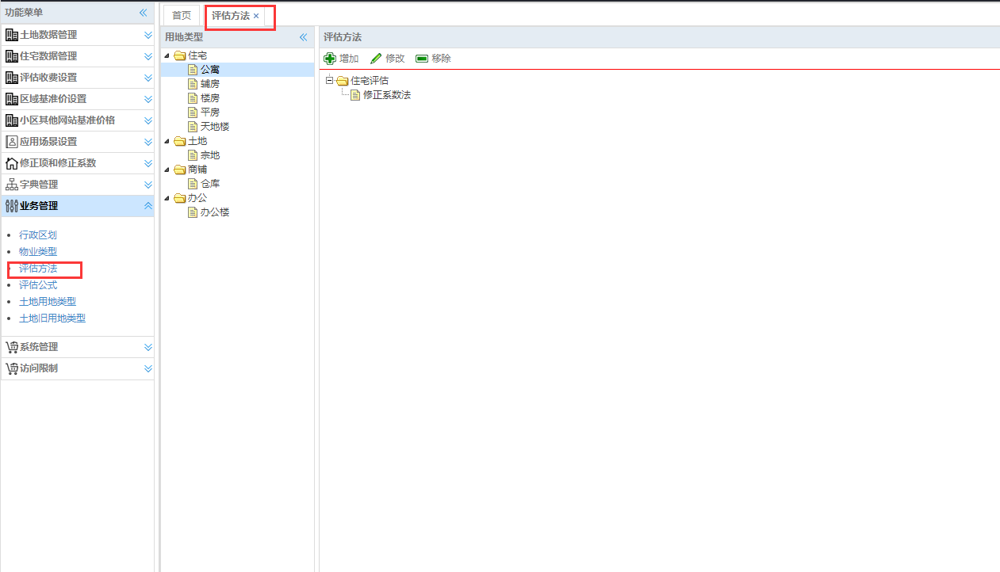 功能菜单
土地数据管理
住宅数据管理
评估收费设置
区域基准价设置
小区其他网站基准价格
应用场景设置
修正项和修正系数
字典管理
业务管理
行政区划
物业类型
评估方法
评估公式
土地用地类型
土地旧用地类型
系统管理
访问限制
首页
评估方法 ×
用地类型
住宅
公寓
辅房
楼房
平房
天地楼
土地
宗地
商铺
仓库
办公
办公楼
评估方法
增加 修改 移除
住宅评估
修正系数法